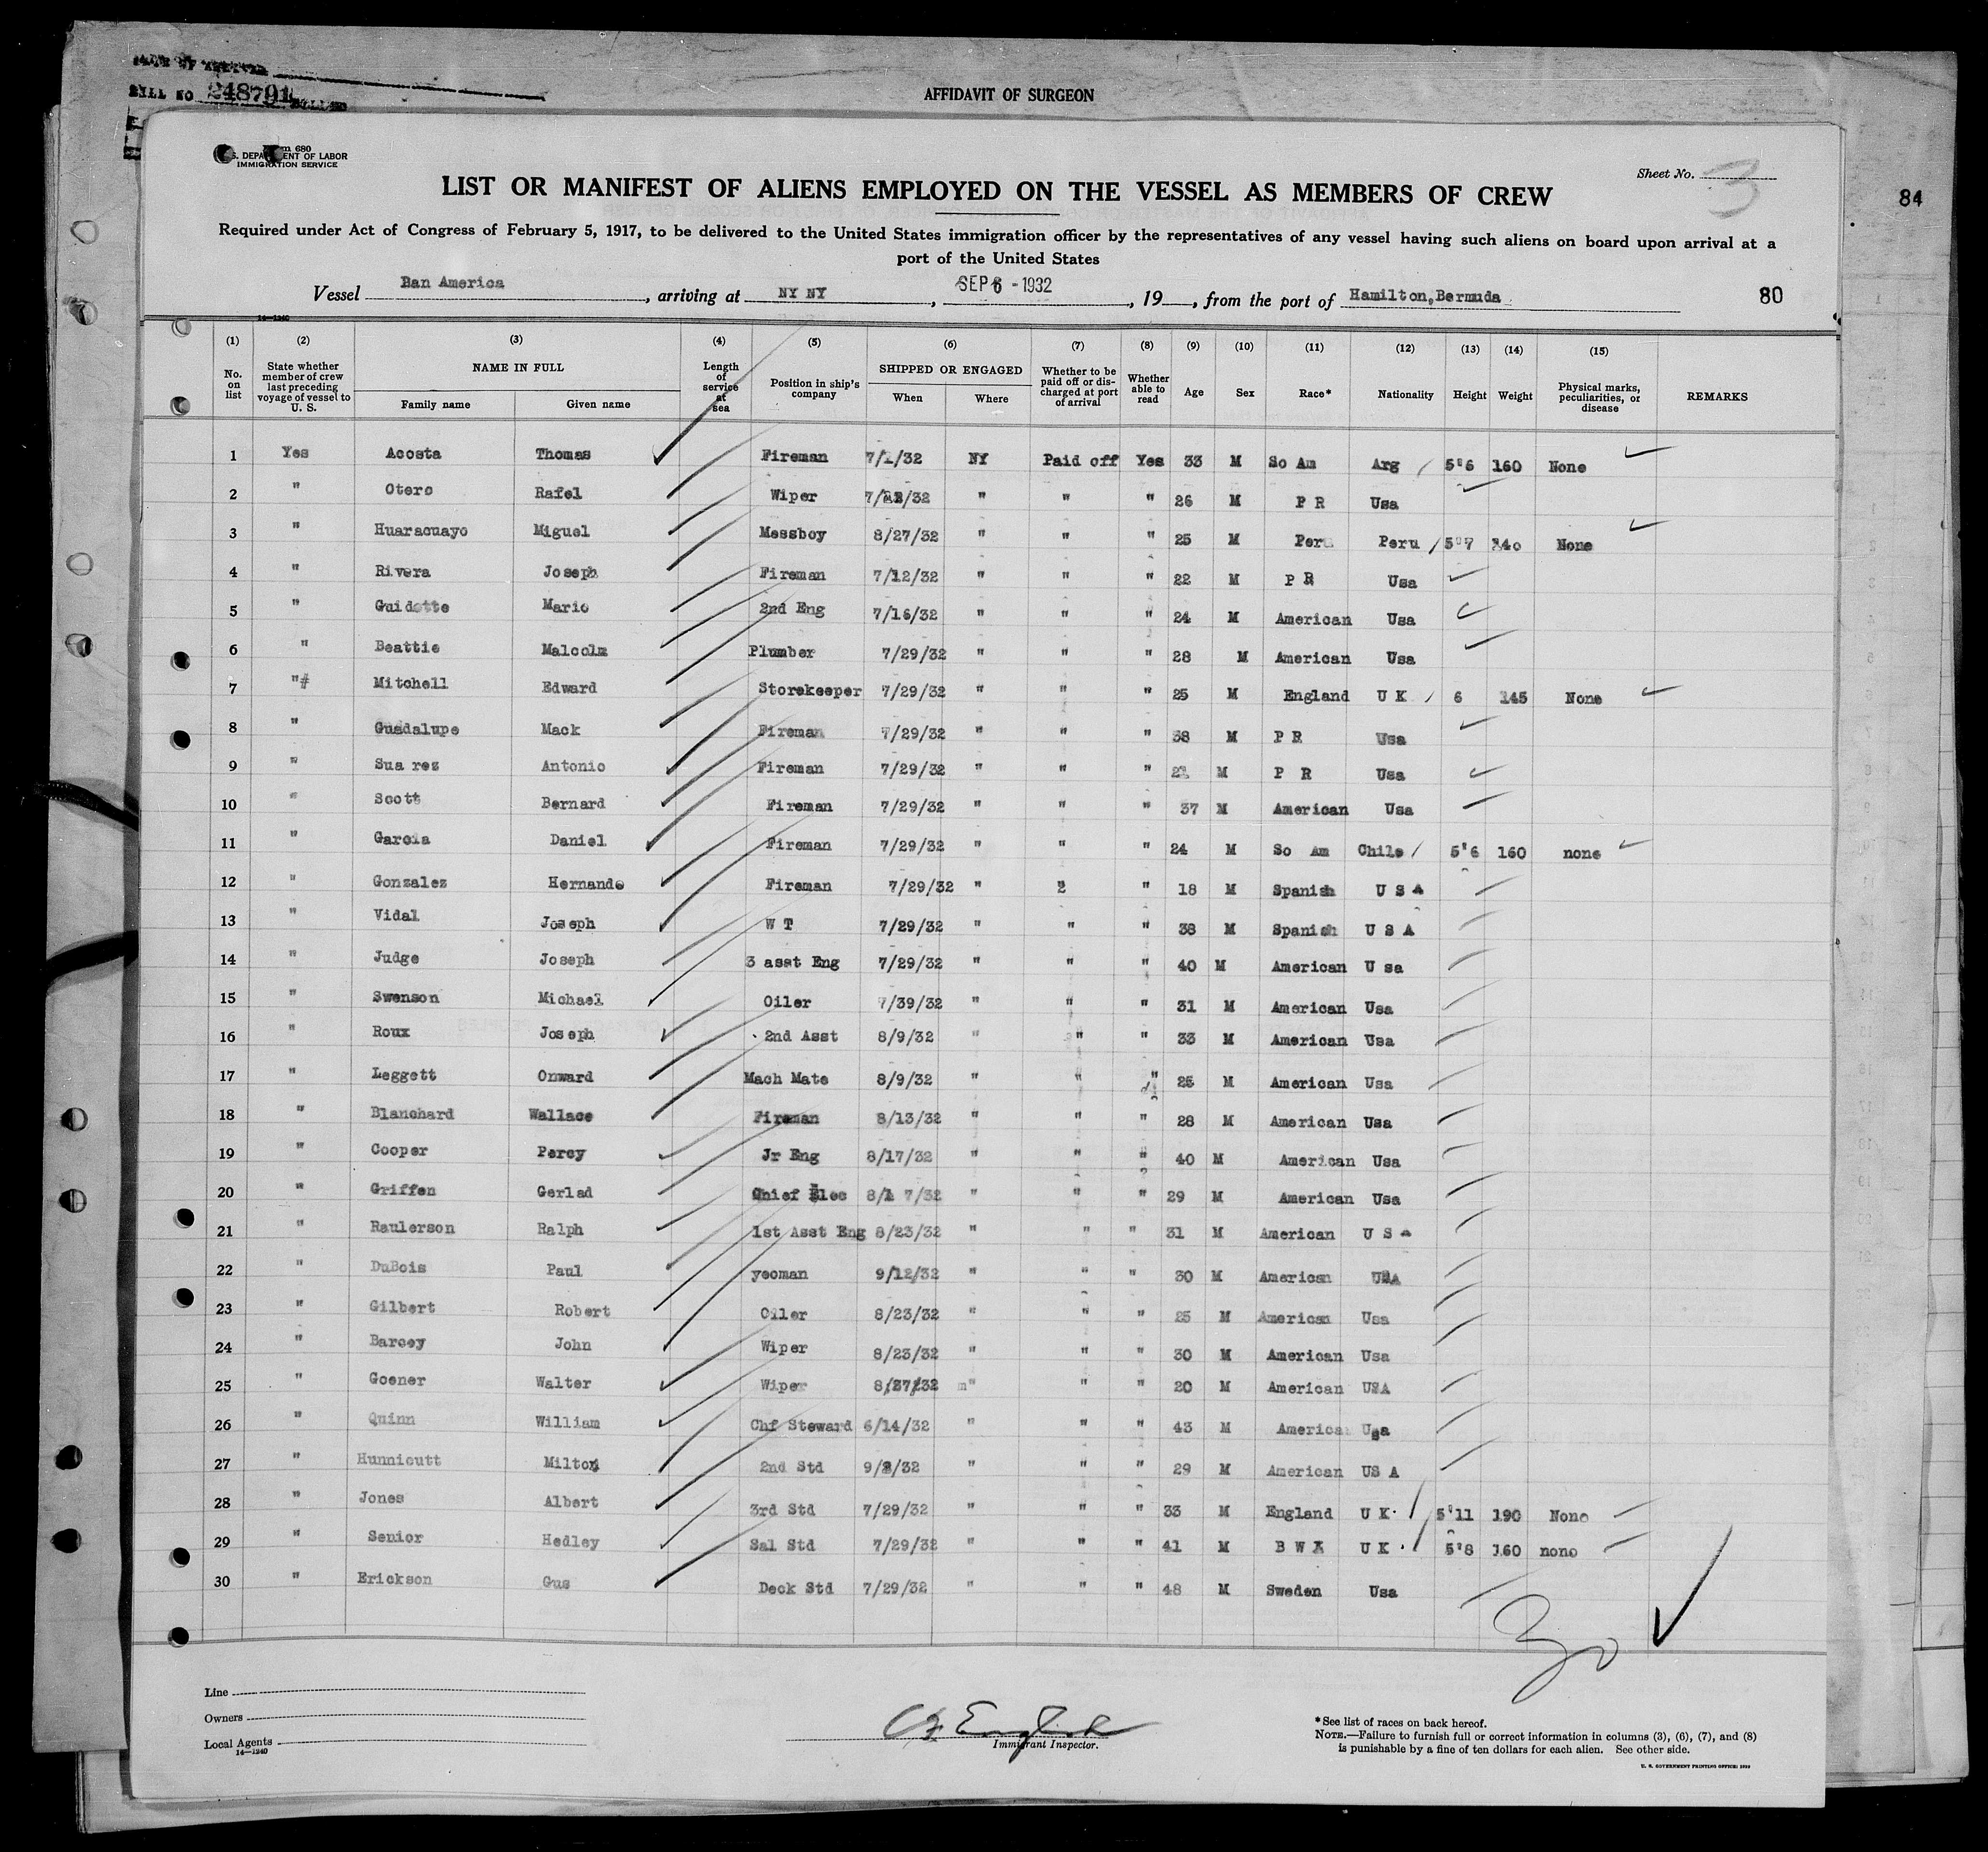 BILL NO 248791
AFFIDAVIT OF SURGEON
Form 680
U.S. DEPARTMENT OF LABOR
IMMIGRATION SERVICE
Sheet No. 3
84
LIST OR MANIFEST OF ALIENS EMPLOYED ON THE VESSEL AS MEMBERS OF CREW
Required under Act of Congress of February 5, 1917, to be delivered to the United States immigration officer by the representatives of any vessel having such aliens on board upon arrival at a
port of the United States
Vessel Ban America, arriving at NY NY, SEP 6 - 1932, 19__, from the port of Hamilton, Bermuda 80
14—1240
(1) (2) (3) (4) (5) (6) (7) (8) (9) (10) (11) (12) (13) (14) (15)
No. on list | State whether member of crew last preceding voyage of vessel to U. S. | NAME IN FULL | Length of service at sea | Position in ship's company | SHIPPED OR ENGAGED | Whether to be paid off or discharged at port of arrival | Whether able to read | Age | Sex | Race* | Nationality | Height | Weight | Physical marks, peculiarities, or disease | REMARKS
Family name | Given name | When | Where
1 Yes Acosta Thomas Fireman 7/1/32 NY Paid off Yes 33 M So Am Arg 5'6 160 None
2 " Otero Rafel Wiper 7/22/32 " " " 26 M P R Usa
3 " Huaracuayo Miguel Messboy 8/27/32 " " " 25 M Peru Peru 5'7 140 None
4 " Rivera Joseph Fireman 7/12/32 " " " 22 M P R Usa
5 " Guidotte Mario 2nd Eng 7/16/32 " " " 24 M American Usa
6 " Beattie Malcolm Plumber 7/29/32 " " " 28 M American Usa
7 "# Mitchell Edward Storekeeper 7/29/32 " " " 25 M England U K 6 145 None
8 " Guadalupe Mack Fireman 7/29/32 " " " 38 M P R Usa
9 " Sua rez Antonio Fireman 7/29/32 " " " M P R Usa
10 " Scott Bernard Fireman 7/29/32 " " " 37 M American Usa
11 " Garcia Daniel Fireman 7/29/32 " " " 24 M So Am Chile 5'6 160 none
12 " Gonzalez Hernando Fireman 7/29/32 " 2 " 18 M Spanish U S A
13 " Vidal Joseph W T 7/29/32 " " " 38 M Spanish U S A
14 " Judge Joseph 3 asst Eng 7/29/32 " " " 40 M American U sa
15 " Swenson Michael Oiler 7/39/32 " " " 31 M American Usa
16 " Roux Joseph 2nd Asst 8/9/32 " " " 33 M American Usa
17 " Leggett Onward Mach Mate 8/9/32 " " " 25 M American Usa
18 " Blanchard Wallace Fireman 8/13/32 " " " 28 M American Usa
19 " Cooper Percy Jr Eng 8/17/32 " " " 40 M American Usa
20 " Griffen Gerlad Chief Elec 8/1 7/32 " " " 29 M American Usa
21 " Raulerson Ralph 1st Asst Eng 8/23/32 " " " 31 M American U S A
22 " DuBois Paul yeoman 9/12/32 " " " 30 M American USA
23 " Gilbert Robert Oiler 8/23/32 " " " 25 M American Usa
24 " Barcey John Wiper 8/23/32 " " " 30 M American Usa
25 " Goener Walter Wiper 8/27/32 " " " 20 M American USA
26 " Quinn William Chf Steward 6/14/32 " " " 43 M American Usa
27 " Hunnicutt Milton 2nd Std 9/2/32 " " " 29 M American US A
28 " Jones Albert 3rd Std 7/29/32 " " " 33 M England U K 5'11 190 None
29 " Senior Hedley Sal Std 7/29/32 " " " 41 M B W I U K 5'8 160 none
30 " Erickson Gus Deck Std 7/29/32 " " " 48 M Sweden Usa
30
Line
Owners
Local Agents
14—1240
English
Immigrant Inspector.
*See list of races on back hereof.
NOTE.—Failure to furnish full or correct information in columns (3), (6), (7), and (8)
is punishable by a fine of ten dollars for each alien. See other side.
U. S. GOVERNMENT PRINTING OFFICE: 1929